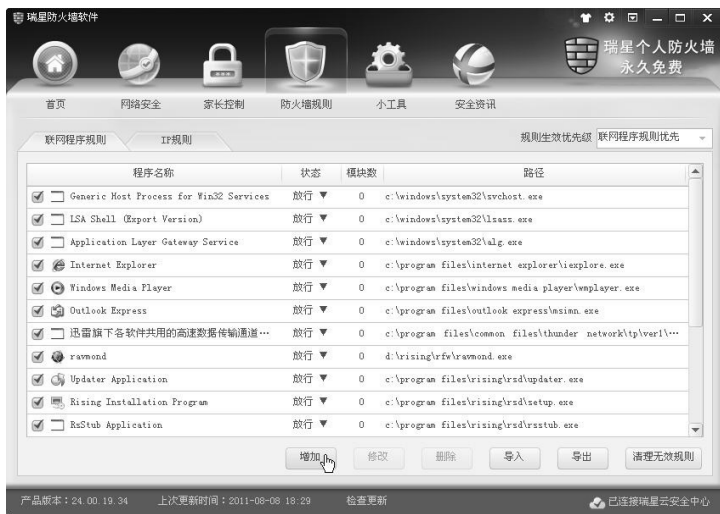 瑞星防火墙软件
瑞星个人防火墙
永久免费
首页 网络安全 家长控制 防火墙规则 小工具 安全资讯
联网程序规则 IP规则 规则生效优先级 联网程序规则优先
程序名称 状态 模块数 路径
Generic Host Process for Win32 Services 放行 ▼ 0 c:\windows\system32\svchost.exe
LSA Shell (Export Version) 放行 ▼ 0 c:\windows\system32\lsass.exe
Application Layer Gateway Service 放行 ▼ 0 c:\windows\system32\alg.exe
Internet Explorer 放行 ▼ 0 c:\program files\internet explorer\iexplore.exe
Windows Media Player 放行 ▼ 0 c:\program files\windows media player\wmplayer.exe
Outlook Express 放行 ▼ 0 c:\program files\outlook express\msimn.exe
迅雷旗下各软件共用的高速数据传输通道… 放行 ▼ 0 c:\program files\common files\thunder network\tp\ver1\…
ravmond 放行 ▼ 0 d:\rising\rfw\ravmond.exe
Updater Application 放行 ▼ 0 c:\program files\rising\rsd\updater.exe
Rising Installation Program 放行 ▼ 0 c:\program files\rising\rsd\setup.exe
RsStub Application 放行 ▼ 0 c:\program files\rising\rsd\rsstub.exe
增加 修改 删除 导入 导出 清理无效规则
产品版本：24.00.19.34 上次更新时间：2011-08-08 18:29 检查更新 已连接瑞星云安全中心